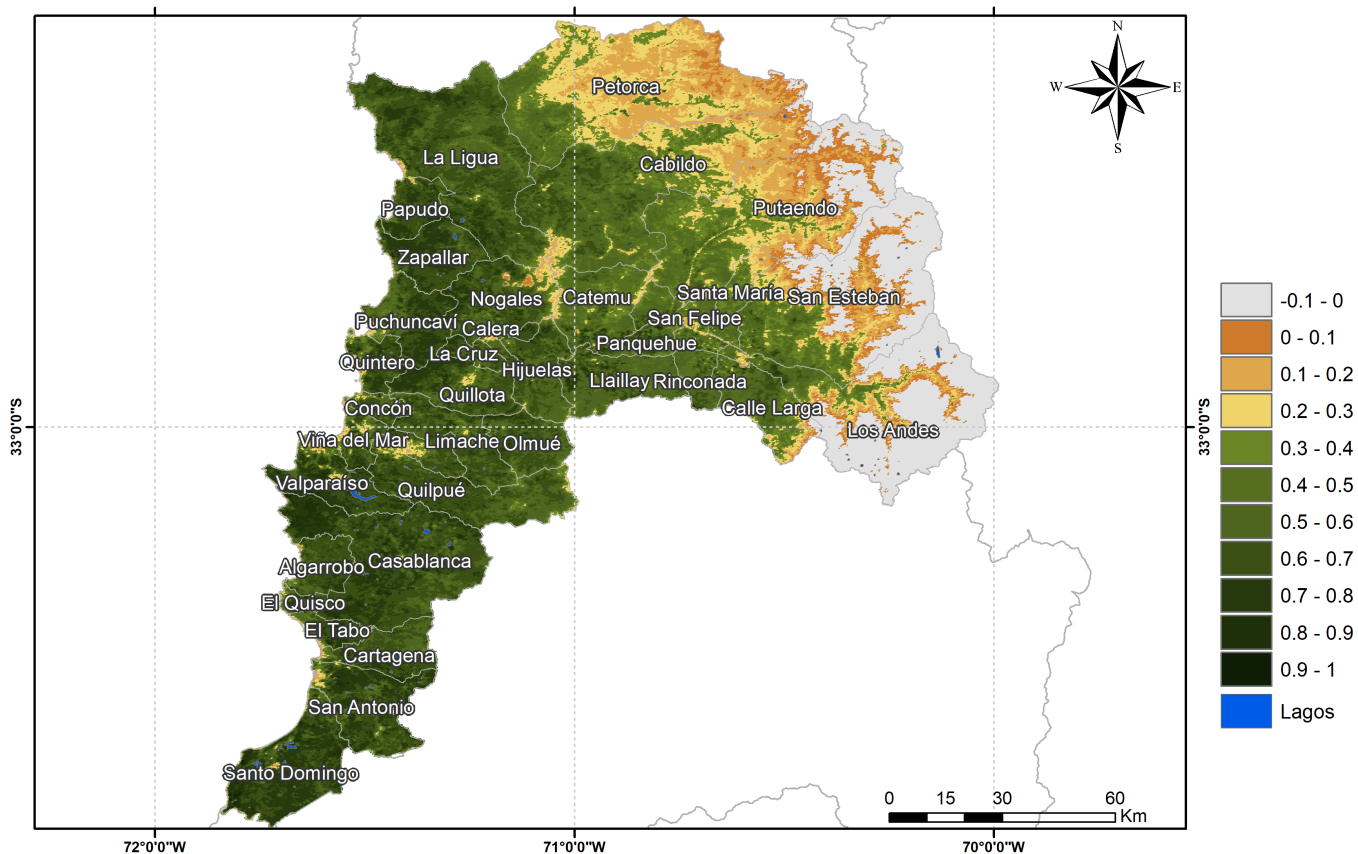 N
W E
S
Petorca
La Ligua
Cabildo
Papudo
Putaendo
Zapallar
Nogales
Catemu
Santa María
San Esteban
Puchuncaví
Calera
San Felipe
Quintero
La Cruz
Panquehue
Hijuelas
Quillota
Llaillay
Rinconada
Concón
Calle Larga
Viña del Mar
Limache
Olmué
Los Andes
Valparaíso
Quilpué
Algarrobo
Casablanca
El Quisco
El Tabo
Cartagena
San Antonio
Santo Domingo
33°0'0"S
33°0'0"S
72°0'0"W
71°0'0"W
70°0'0"W
0 15 30 60
Km
-0.1 - 0
0 - 0.1
0.1 - 0.2
0.2 - 0.3
0.3 - 0.4
0.4 - 0.5
0.5 - 0.6
0.6 - 0.7
0.7 - 0.8
0.8 - 0.9
0.9 - 1
Lagos